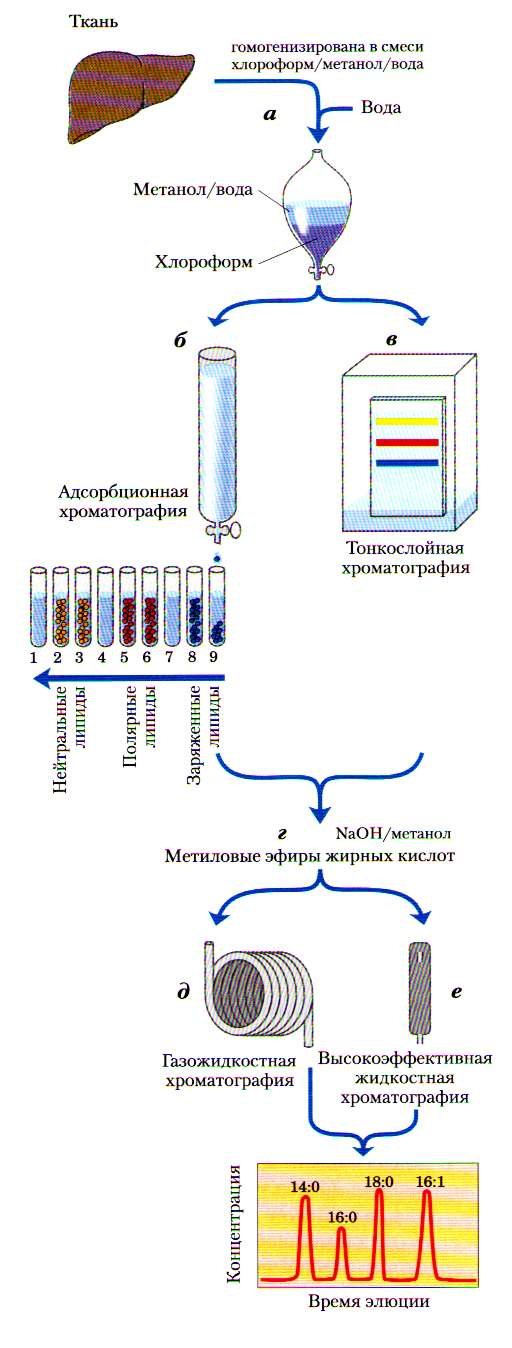 Ткань
гомогенизирована в смеси
хлороформ/метанол/вода
а
Вода
Метанол/вода
Хлороформ
б
в
Адсорбционная
хроматография
Тонкослойная
хроматография
1 2 3 4 5 6 7 8 9
Нейтральные
липиды
Полярные
липиды
Заряженные
липиды
г
NaOH/метанол
Метиловые эфиры жирных кислот
д
е
Газожидкостная
хроматография
Высокоэффективная
жидкостная
хроматография
Концентрация
14:0
16:0
18:0
16:1
Время элюции